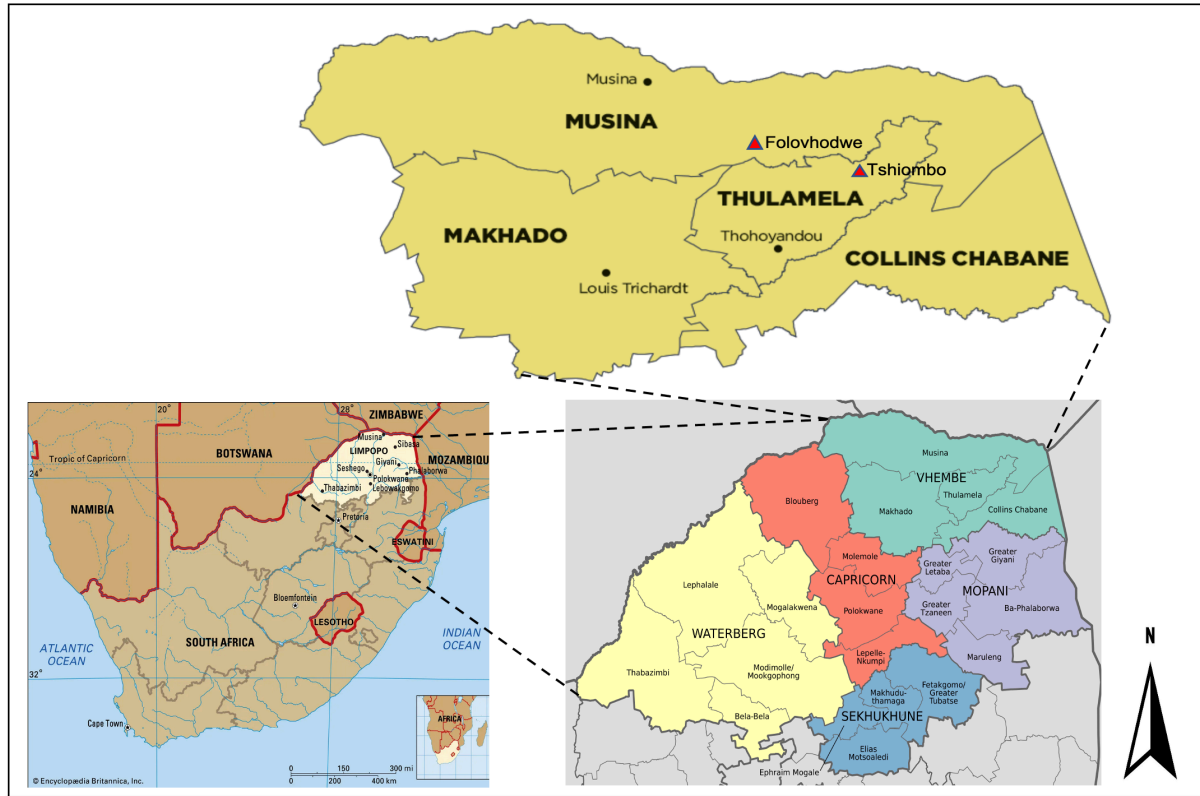 Musina
MUSINA
Folovhodwe
Tshiombo
THULAMELA
MAKHADO
Thohoyandou
COLLINS CHABANE
Louis Trichardt
20°
28°
ZIMBABWE
Musina
Sibasa
LIMPOPO
Tropic of Capricorn
BOTSWANA
Giyani
MOZAMBIQUE
Seshego
Phalaborwa
24°
Polokwane
Thabazimbi
Lebowakgomo
NAMIBIA
Pretoria
ESWATINI
Bloemfontein
LESOTHO
SOUTH AFRICA
ATLANTIC
OCEAN
INDIAN
OCEAN
32°
Cape Town
AFRICA
0 100 200 300 mi
0 200 400 km
© Encyclopædia Britannica, Inc.
Musina
VHEMBE
Thulamela
Makhado
Collins Chabane
Blouberg
Molemole
CAPRICORN
Polokwane
Lepelle-
Nkumpi
Greater
Giyani
Greater
Letaba
MOPANI
Greater
Tzaneen
Ba-Phalaborwa
Maruleng
Lephalale
Mogalakwena
WATERBERG
Thabazimbi
Modimolle/
Mookgophong
Bela-Bela
Fetakgomo/
Greater
Tubatse
Makhudu-
thamaga
SEKHUKHUNE
Elias
Motsoaledi
Ephraim Mogale
N